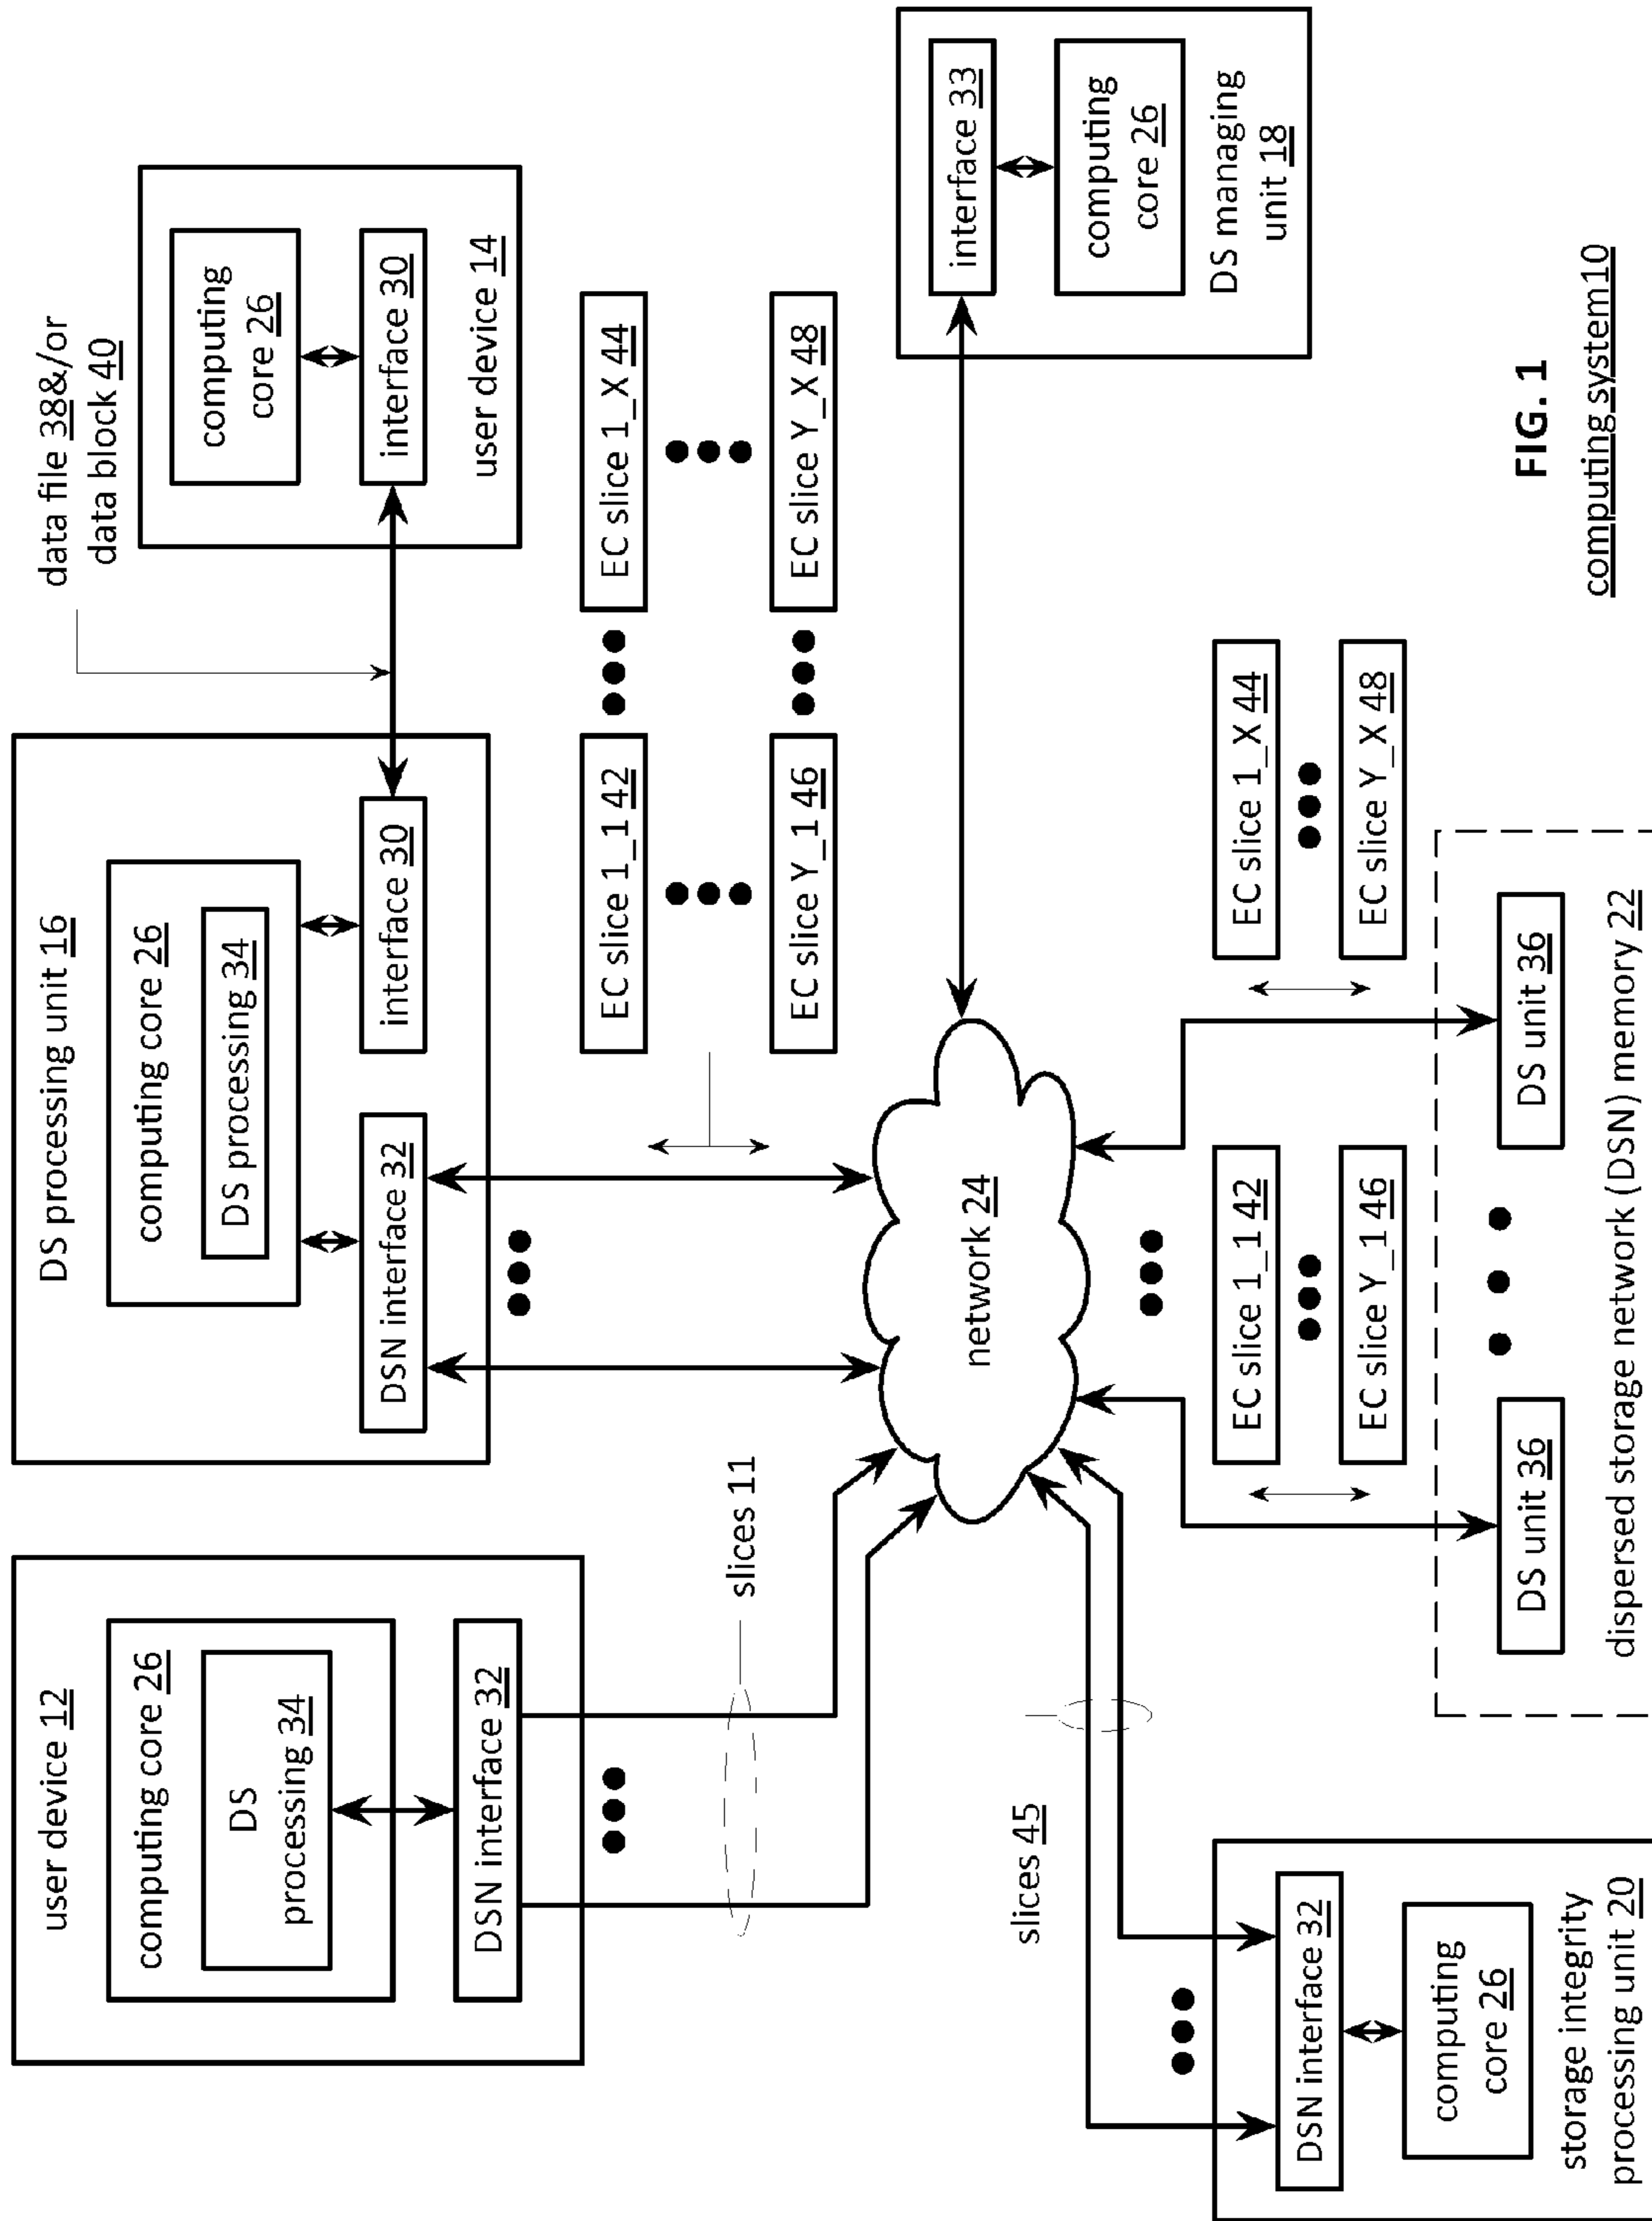 user device 12
computing core 26
DS
processing 34
DSN interface 32
slices 11
DS processing unit 16
computing core 26
DS processing 34
DSN interface 32
interface 30
data file 38&/or
data block 40
computing
core 26
interface 30
user device 14
EC slice 1_1 42
EC slice 1_X 44
EC slice Y_1 46
EC slice Y_X 48
network 24
interface 33
computing
core 26
DS managing
unit 18
slices 45
DSN interface 32
computing
core 26
storage integrity
processing unit 20
EC slice 1_1 42
EC slice Y_1 46
EC slice 1_X 44
EC slice Y_X 48
DS unit 36
DS unit 36
dispersed storage network (DSN) memory 22
FIG. 1
computing system10